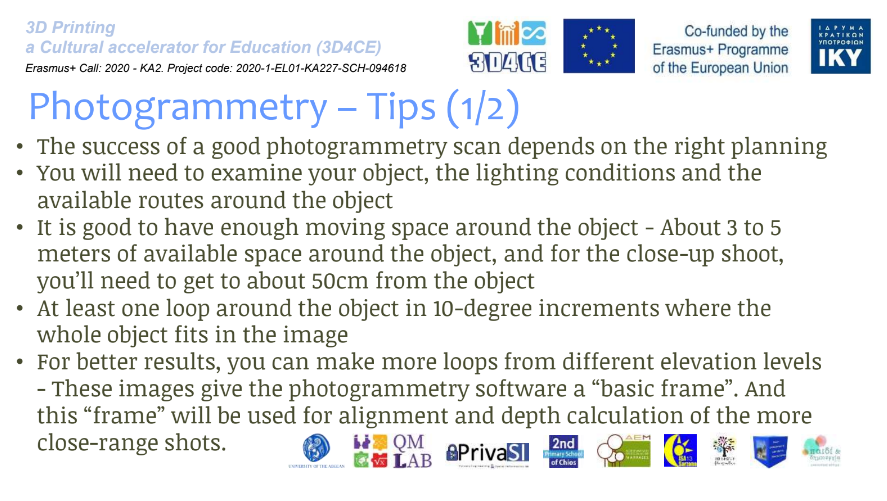 3D Printing
a Cultural accelerator for Education (3D4CE)
Erasmus+ Call: 2020 - KA2. Project code: 2020-1-EL01-KA227-SCH-094618
3D4CE
Co-funded by the
Erasmus+ Programme
of the European Union
ΙΔΡΥΜΑ
ΚΡΑΤΙΚΩΝ
ΥΠΟΤΡΟΦΙΩΝ
IKY
Photogrammetry – Tips (1/2)
• The success of a good photogrammetry scan depends on the right planning
• You will need to examine your object, the lighting conditions and the
available routes around the object
• It is good to have enough moving space around the object - About 3 to 5
meters of available space around the object, and for the close-up shoot,
you’ll need to get to about 50cm from the object
• At least one loop around the object in 10-degree increments where the
whole object fits in the image
• For better results, you can make more loops from different elevation levels
- These images give the photogrammetry software a “basic frame”. And
this “frame” will be used for alignment and depth calculation of the more
close-range shots.
UNIVERSITY OF THE AEGEAN
QM
LAB
PrivaSI
2nd
Primary School
of Chios
AEM